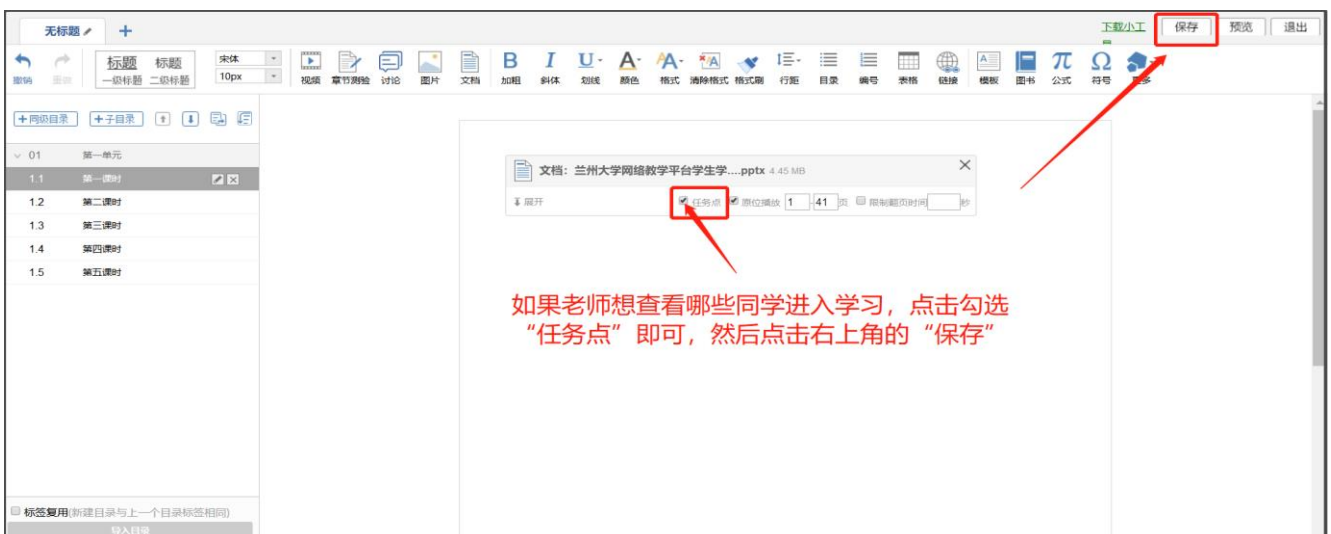 无标题
下载小工
保存 预览 退出
撤销 重做 标题 标题 宋体
一级标题 二级标题 10px
视频 章节测验 讨论 图片 文档 加粗 斜体 划线 颜色 格式 清除格式 格式刷 行距 目录 编号 表格 链接 模板 图书 公式 符号
+同级目录 +子目录
01 第一单元
1.1 第一课时
1.2 第二课时
1.3 第三课时
1.4 第四课时
1.5 第五课时
文档: 兰州大学网络教学平台学生学....pptx 4.45 MB
展开 任务点 原位播放 1 - 41 页 限制翻页时间 秒
如果老师想查看哪些同学进入学习，点击勾选
“任务点”即可，然后点击右上角的“保存”
标签复用(新建目录与上一个目录标签相同)
导入目录